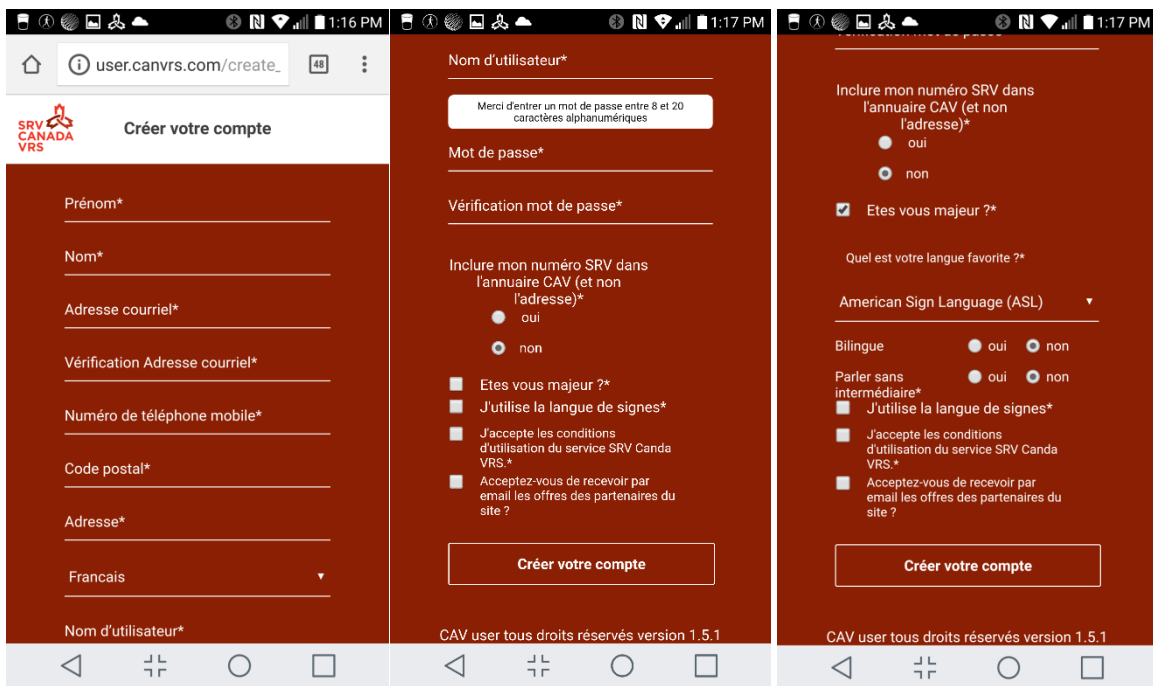 1:16 PM
user.canvrs.com/create_
48
SRV
CANADA
VRS
Créer votre compte
Prénom*
Nom*
Adresse courriel*
Vérification Adresse courriel*
Numéro de téléphone mobile*
Code postal*
Adresse*
Francais
Nom d'utilisateur*
1:17 PM
Nom d'utilisateur*
Merci d'entrer un mot de passe entre 8 et 20
caractères alphanumériques
Mot de passe*
Vérification mot de passe*
Inclure mon numéro SRV dans
l'annuaire CAV (et non
l'adresse)*
oui
non
Etes vous majeur ?*
J'utilise la langue de signes*
J'accepte les conditions
d'utilisation du service SRV Canda
VRS.*
Acceptez-vous de recevoir par
email les offres des partenaires du
site ?
Créer votre compte
CAV user tous droits réservés version 1.5.1
1:17 PM
Vérification mot de passe*
Inclure mon numéro SRV dans
l'annuaire CAV (et non
l'adresse)*
oui
non
Etes vous majeur ?*
Quel est votre langue favorite ?*
American Sign Language (ASL)
Bilingue oui non
Parler sans oui non
intermédiaire*
J'utilise la langue de signes*
J'accepte les conditions
d'utilisation du service SRV Canda
VRS.*
Acceptez-vous de recevoir par
email les offres des partenaires du
site ?
Créer votre compte
CAV user tous droits réservés version 1.5.1